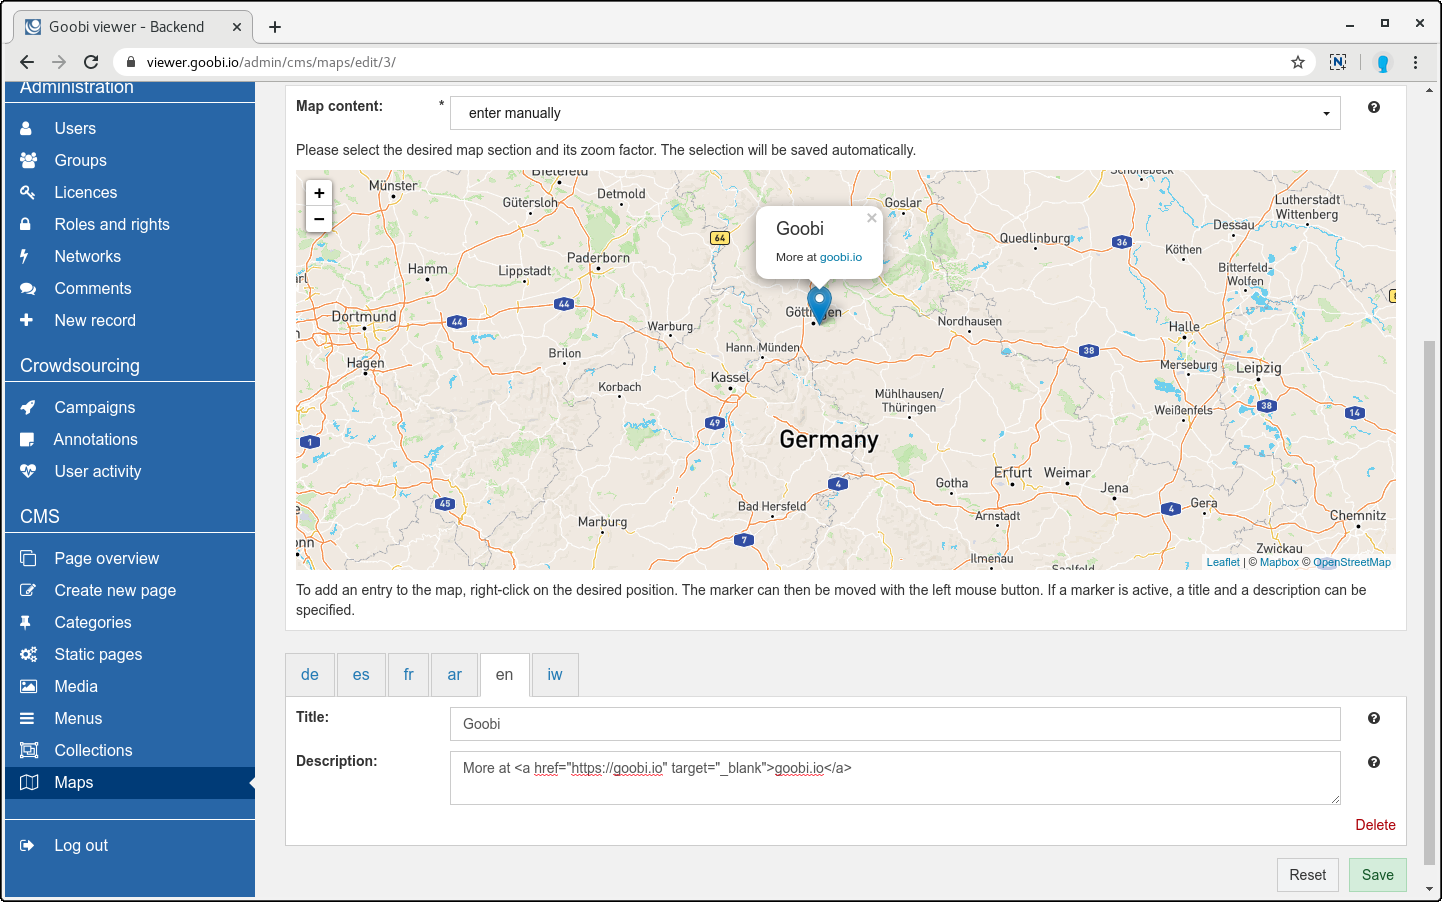 Goobi viewer - Backend
viewer.goobi.io/admin/cms/maps/edit/3/
Administration
Users
Groups
Licences
Roles and rights
Networks
Comments
New record
Crowdsourcing
Campaigns
Annotations
User activity
CMS
Page overview
Create new page
Categories
Static pages
Media
Menus
Collections
Maps
Log out
Map content: *
enter manually
Please select the desired map section and its zoom factor. The selection will be saved automatically.
+
−
Bielefeld
Schönebeck
Münster
Detmold
Gütersloh
Goslar
Lutherstadt
Wittenberg
Dessau
64
Goobi
More at goobi.io
Quedlinburg
36
Köthen
Paderborn
Hamm
Lippstadt
Bitterfeld-
Wolfen
44
Dortmund
44
Göttingen
Warburg
Nordhausen
Halle
Hann. Münden
38
Brilon
Hagen
Merseburg
Leipzig
Kassel
Korbach
Mühlhausen/
Thüringen
Weißenfels
38
14
49
1
Germany
Erfurt
Weimar
4
Gotha
Jena
45
Bad Hersfeld
Gera
4
Marburg
Arnstadt
Chemnitz
7
Zwickau
Ilmenau
Saalfeld
Leaflet | © Mapbox © OpenStreetMap
To add an entry to the map, right-click on the desired position. The marker can then be moved with the left mouse button. If a marker is active, a title and a description can be
specified.
de
es
fr
ar
en
iw
Title:
Goobi
Description:
More at <a href="https://goobi.io" target="_blank">goobi.io</a>
Delete
Reset
Save